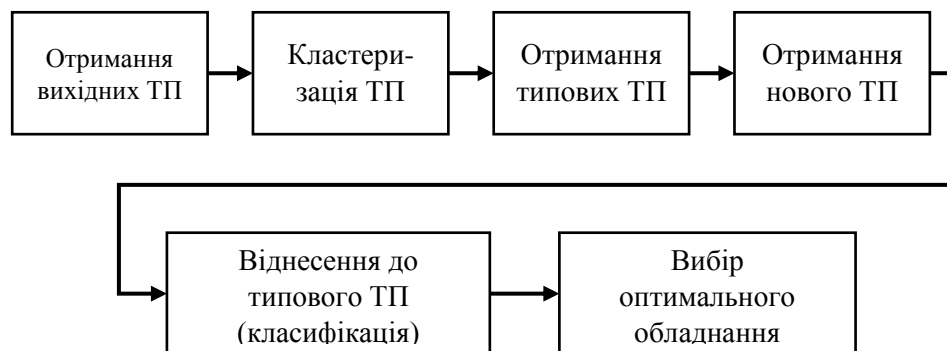 Отримання
вихідних ТП
Кластери-
зація ТП
Отримання
типових ТП
Отримання
нового ТП
Віднесення до
типового ТП
(класифікація)
Вибір
оптимального
обладнання